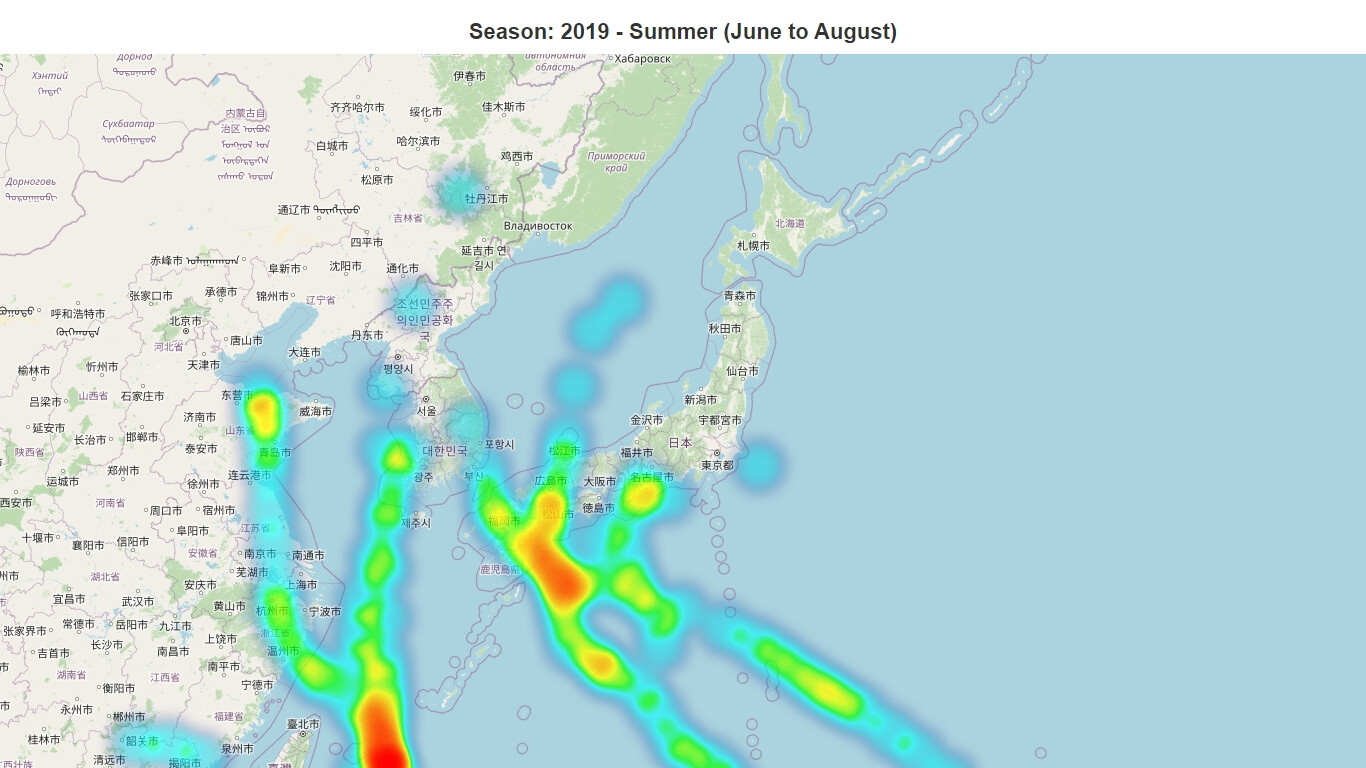 Season: 2019 - Summer (June to August)
Дорнод
автономная
область
Хабаровск
Хэнтий
伊春市
齐齐哈尔市
绥化市
佳木斯市
内蒙古自
治区
Сүхбаатар
白城市
哈尔滨市
鸡西市
Приморский
край
Дорноговь
松原市
牡丹江市
通辽市
吉林省
Владивосток
北海道
四平市
札幌市
延吉市 연
길시
赤峰市
阜新市
沈阳市
通化市
张家口市
承德市
锦州市
辽宁省
조선민주주
의인민공화
국
青森市
呼和浩特市
北京市
秋田市
河北省
唐山市
丹东市
大连市
天津市
평양시
榆林市
忻州市
仙台市
吕梁市
山西省
石家庄市
东营市
威海市
서울
新潟市
济南市
金沢市
宇都宮市
延安市
长治市
邯郸市
山东省
포항시
日本
陕西省
泰安市
青岛市
대한민국
松江市
福井市
東京都
运城市
郑州市
连云港市
광주
부산
広島市
大阪市
名古屋市
徐州市
西安市
河南省
周口市
宿州市
徳島市
松山市
제주시
福岡市
十堰市
襄阳市
信阳市
阜阳市
江苏省
安徽省
南京市
南通市
鹿児島県
州市
湖北省
芜湖市
安庆市
上海市
宜昌市
武汉市
黄山市
杭州市
宁波市
张家界市
常德市
岳阳市
九江市
浙江省
上饶市
吉首市
长沙市
南昌市
温州市
湖南省
江西省
南平市
衡阳市
宁德市
永州市
郴州市
福建省
臺北市
桂林市
韶关市
泉州市
清远市
揭阳市